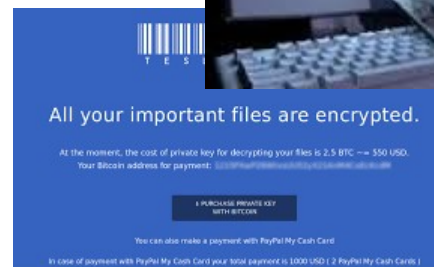 T E S L
All your important files are encrypted.
At the moment, the cost of private key for decrypting your files is 2.5 BTC ~= 550 USD.
Your Bitcoin address for payment:
PURCHASE PRIVATE KEY
WITH BITCOIN
You can also make a payment with PayPal My Cash Card
In case of payment with PayPal My Cash Card your total payment is 1000 USD ( 2 PayPal My Cash Cards )